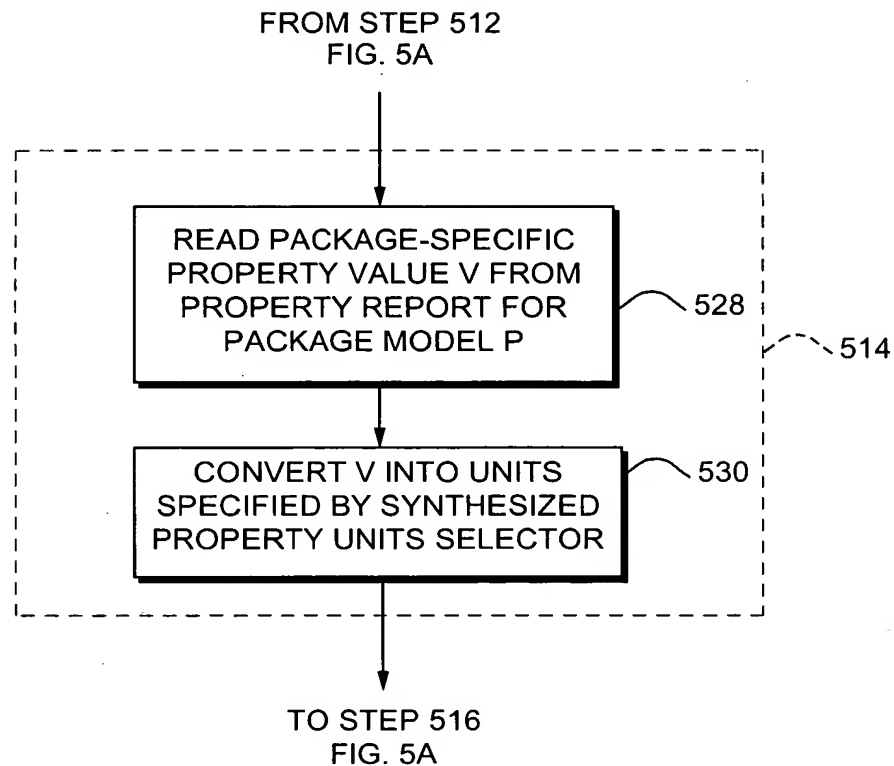 FROM STEP 512
FIG. 5A
READ PACKAGE-SPECIFIC
PROPERTY VALUE V FROM
PROPERTY REPORT FOR
PACKAGE MODEL P
528
514
CONVERT V INTO UNITS
SPECIFIED BY SYNTHESIZED
PROPERTY UNITS SELECTOR
530
TO STEP 516
FIG. 5A